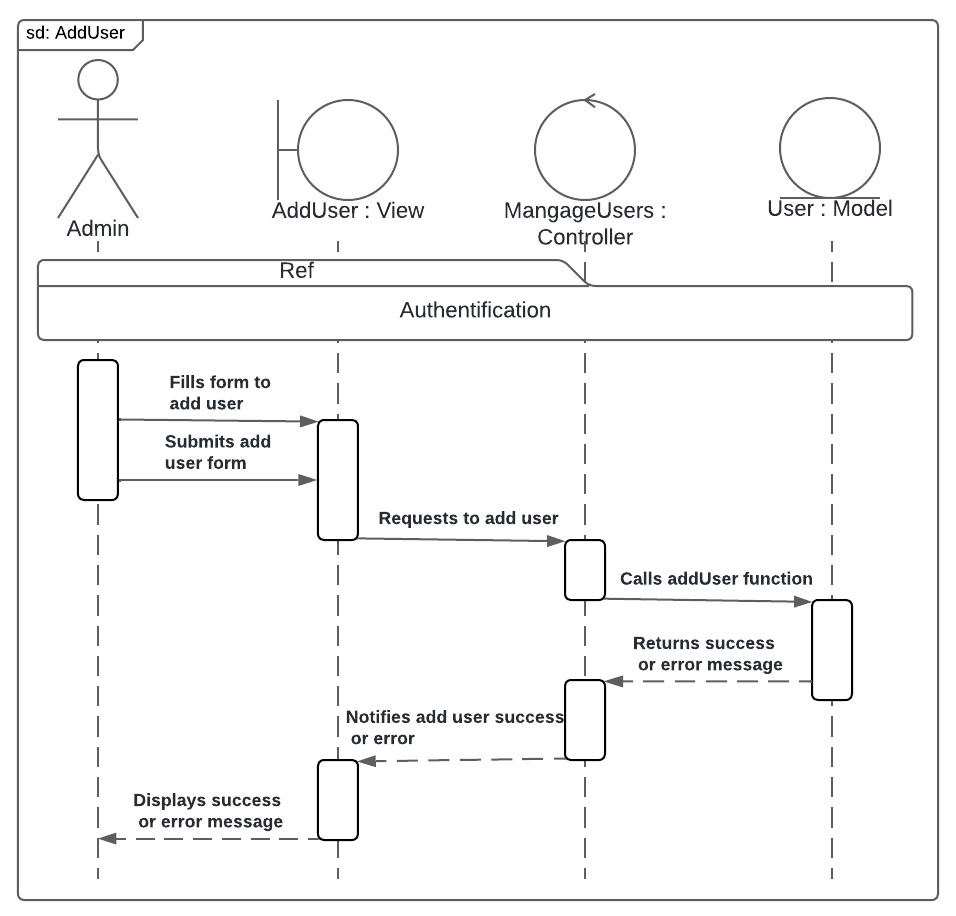 sd: AddUser
Admin
AddUser : View
MangageUsers :
Controller
User : Model
Ref
Authentification
Fills form to
add user
Submits add
user form
Requests to add user
Calls addUser function
Returns success
or error message
Notifies add user success
or error
Displays success
or error message